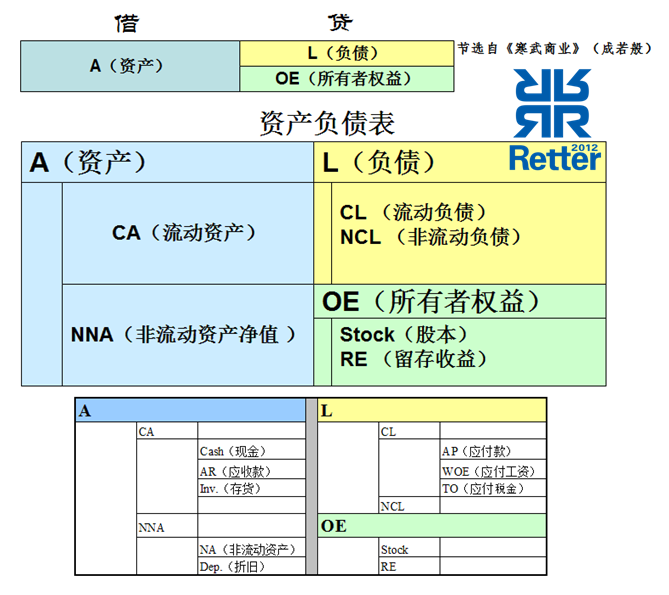 借 贷
A（资产）
L（负债）
OE（所有者权益）
节选自《寒武商业》（成若般）
资产负债表
2012
Retter
A（资产）
L（负债）
CA（流动资产）
CL （流动负债）
NCL （非流动负债）
OE（所有者权益）
NNA（非流动资产净值 ）
Stock（股本）
RE （留存收益）
A
L
CA
CL
Cash（现金）
AP（应付款）
AR（应收款）
WOE（应付工资）
Inv.（存货）
TO（应付税金）
NCL
NNA
OE
NA（非流动资产）
Stock
Dep.（折旧）
RE